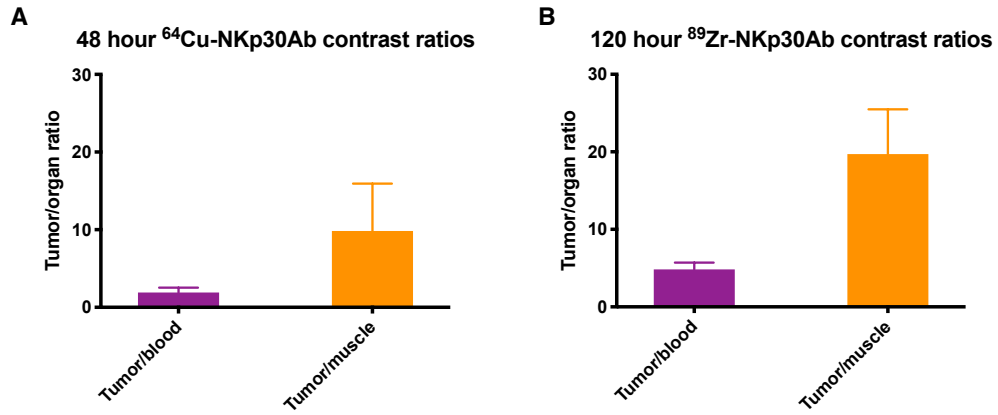 A
48 hour ⁶⁴Cu-NKp30Ab contrast ratios
Tumor/organ ratio
30
20
10
0
Tumor/blood
Tumor/muscle
B
120 hour ⁸⁹Zr-NKp30Ab contrast ratios
Tumor/organ ratio
30
20
10
0
Tumor/blood
Tumor/muscle